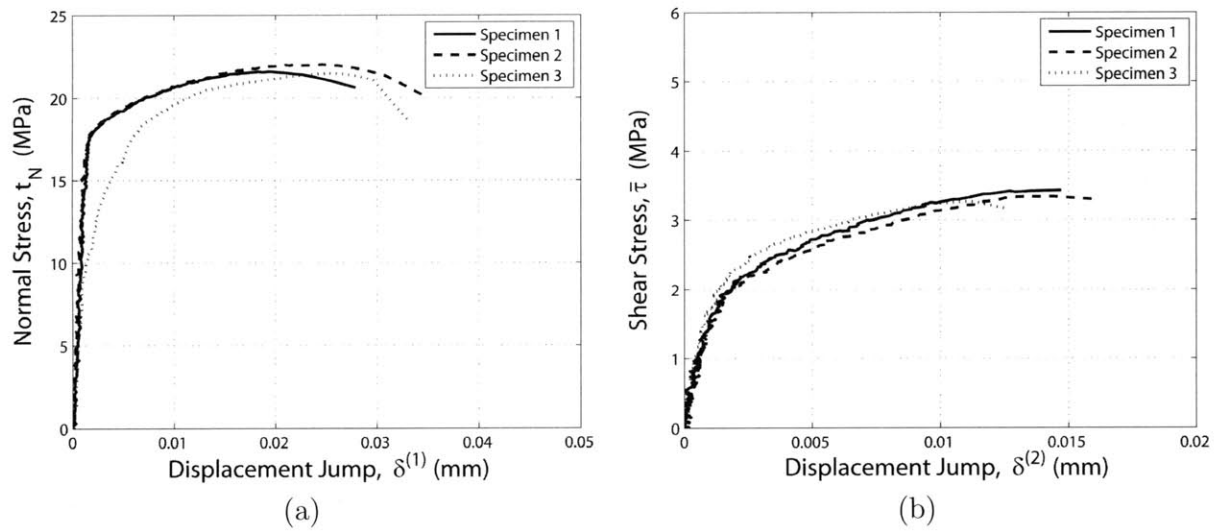 25
20
15
10
5
0
Normal Stress, t_N (MPa)
Specimen 1
Specimen 2
Specimen 3
0 0.01 0.02 0.03 0.04 0.05
Displacement Jump, δ^(1) (mm)
(a)
6
5
4
3
2
1
0
Shear Stress, τ̄ (MPa)
Specimen 1
Specimen 2
Specimen 3
0 0.005 0.01 0.015 0.02
Displacement Jump, δ^(2) (mm)
(b)